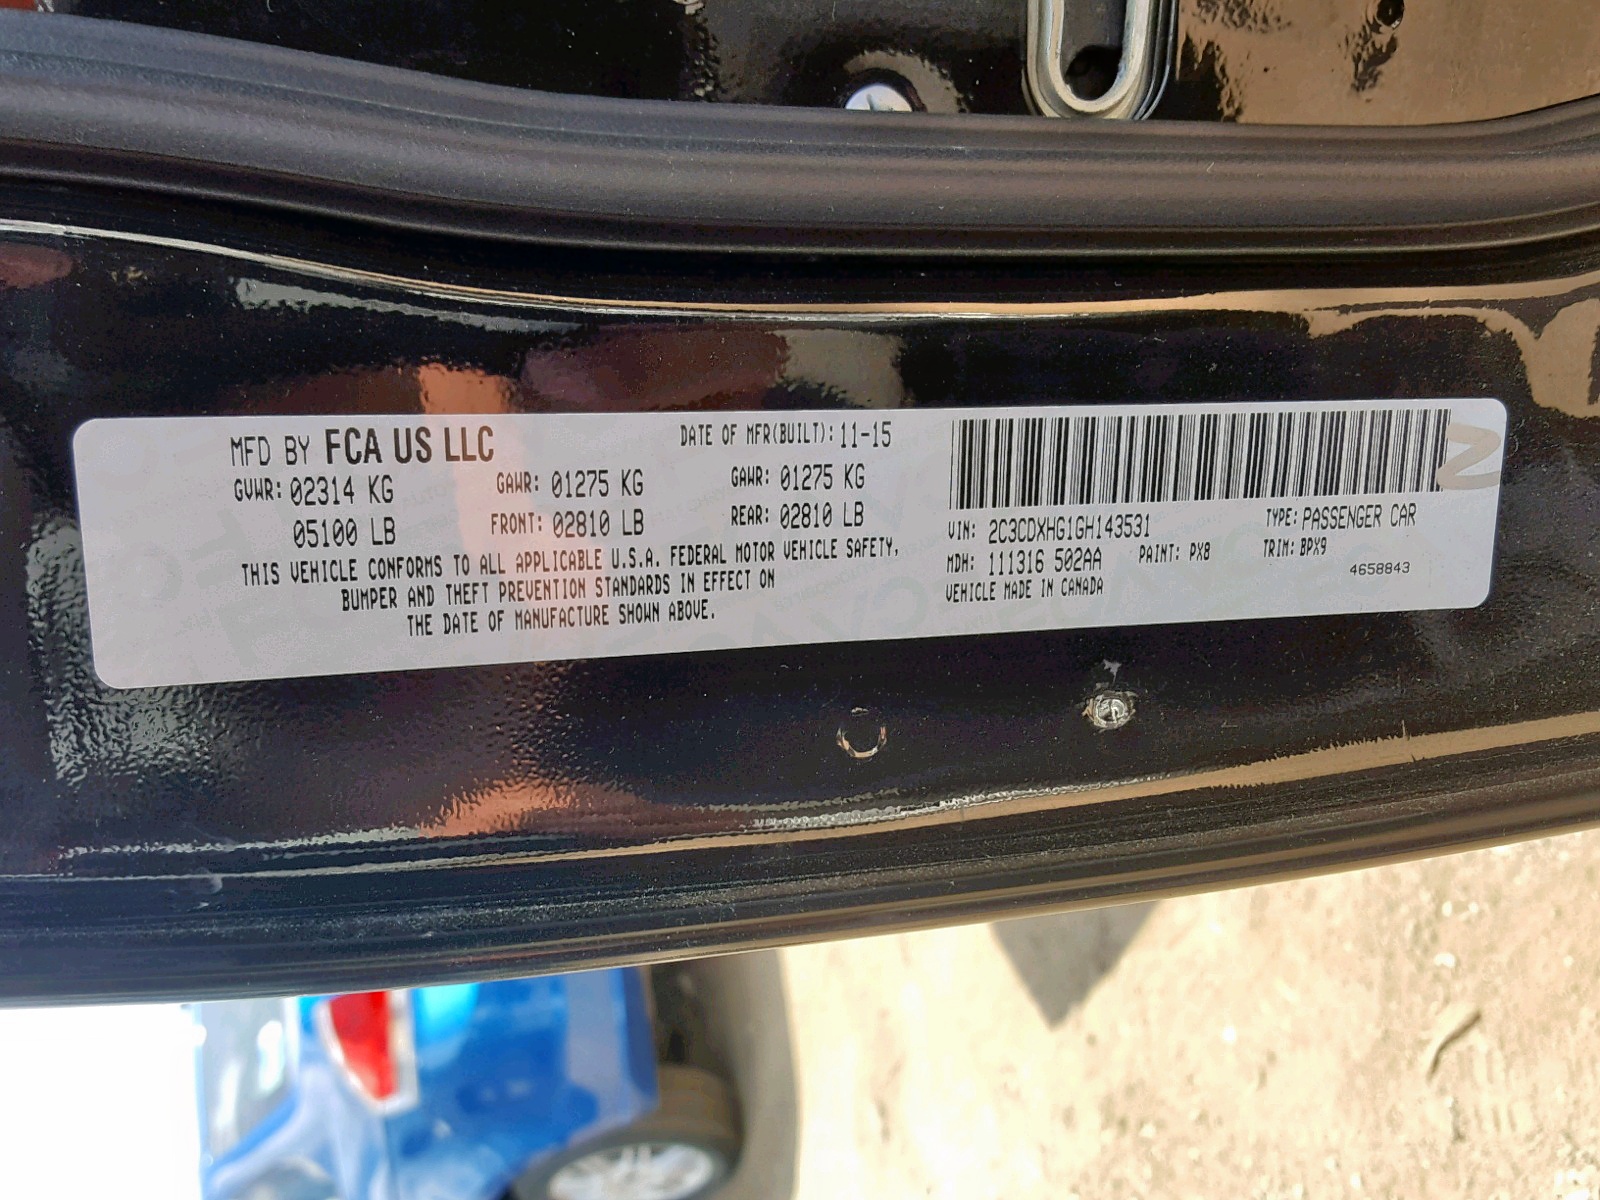 MFD BY FCA US LLC DATE OF MFR(BUILT): 11-15
GVWR: 02314 KG GAWR: 01275 KG GAWR: 01275 KG
05100 LB FRONT: 02810 LB REAR: 02810 LB
THIS VEHICLE CONFORMS TO ALL APPLICABLE U.S.A. FEDERAL MOTOR VEHICLE SAFETY,
BUMPER AND THEFT PREVENTION STANDARDS IN EFFECT ON
THE DATE OF MANUFACTURE SHOWN ABOVE.
VIN: 2C3CDXHG1GH143531 TYPE: PASSENGER CAR
MDH: 111316 502AA PAINT: PX8 TRIM: BPX9
VEHICLE MADE IN CANADA 4658843